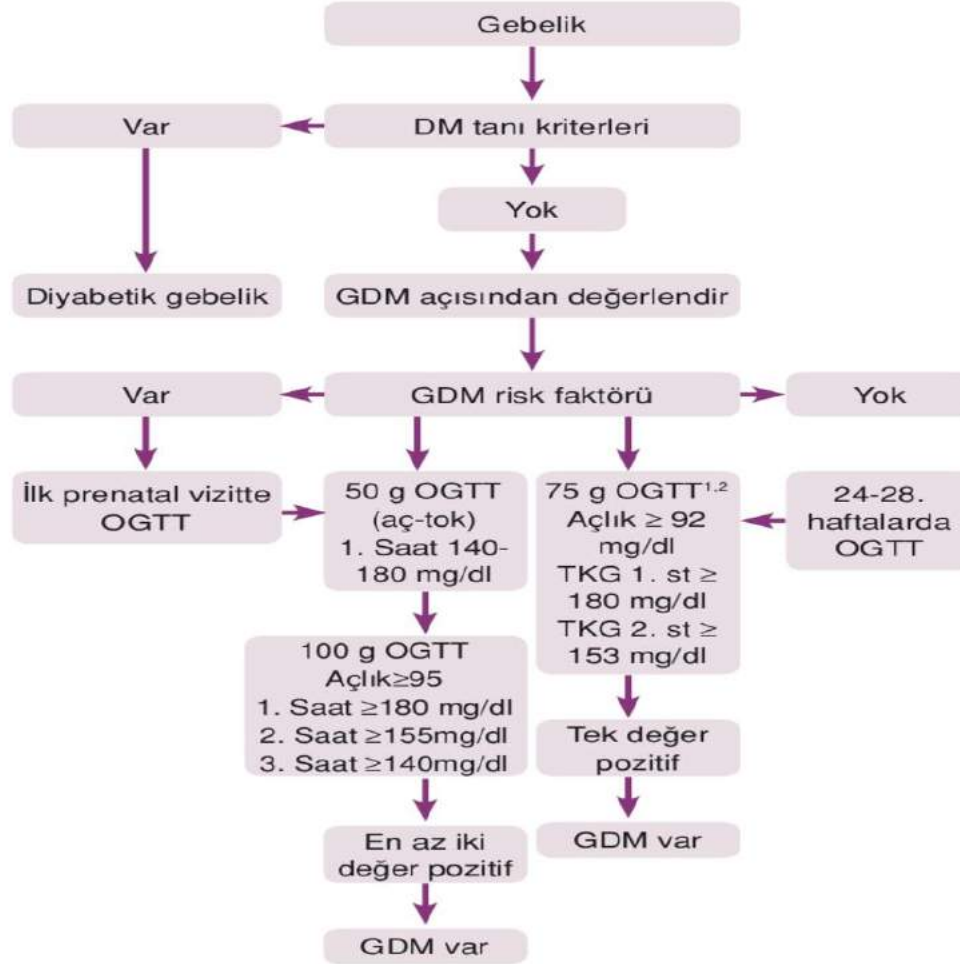 Gebelik
Var
DM tanı kriterleri
Yok
Diyabetik gebelik
GDM açısından değerlendir
Var
GDM risk faktörü
Yok
İlk prenatal vizitte
OGTT
50 g OGTT
(aç-tok)
1. Saat 140-
180 mg/dl
75 g OGTT¹·²
Açlık ≥ 92
mg/dl
TKG 1. st ≥
180 mg/dl
TKG 2. st ≥
153 mg/dl
24-28.
haftalarda
OGTT
100 g OGTT
Açlık≥95
1. Saat ≥180 mg/dl
2. Saat ≥155mg/dl
3. Saat ≥140mg/dl
Tek değer
pozitif
En az iki
değer pozitif
GDM var
GDM var